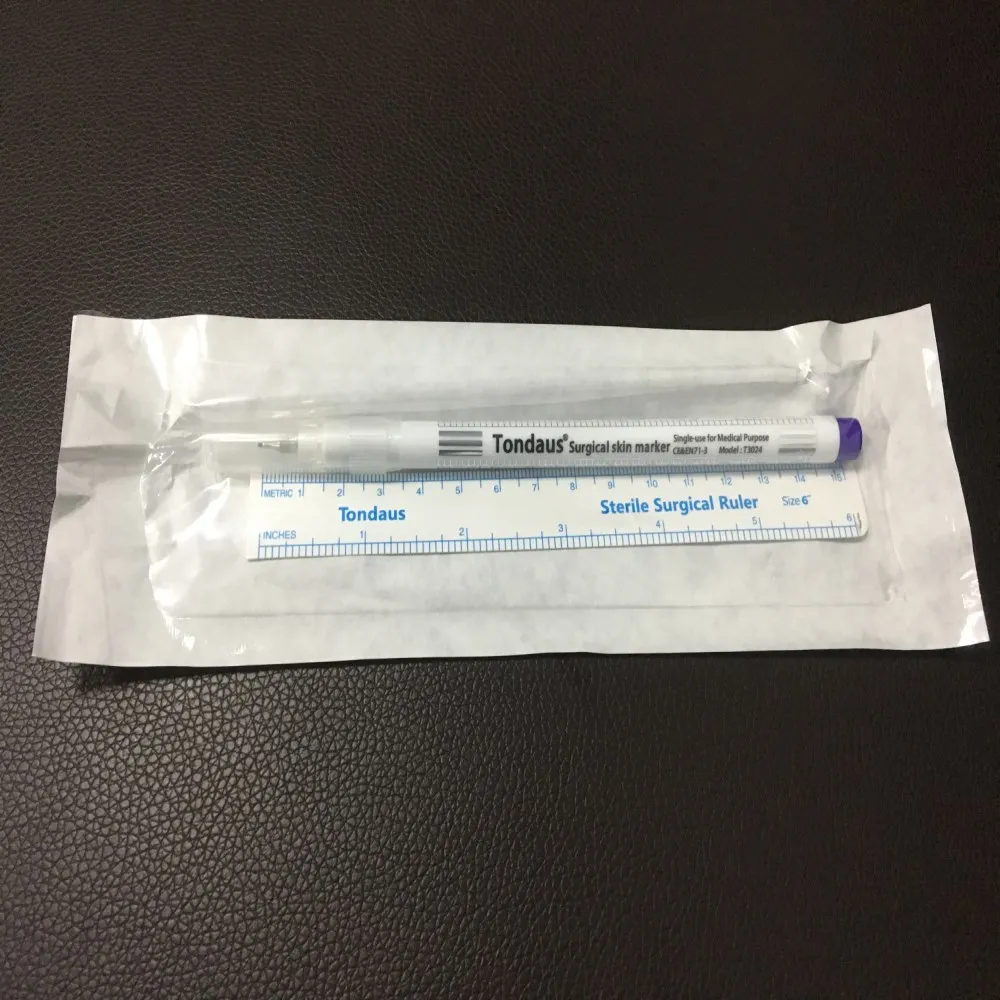 Tondaus® Surgical skin marker
Single-use for Medical Purpose
CE&EN71-3 Model : T3024
METRIC 1 2 3 4 5 6 7 8 9 10 11 12 13 14 15
Tondaus Sterile Surgical Ruler Size 6"
INCHES 1 2 3 4 5 6